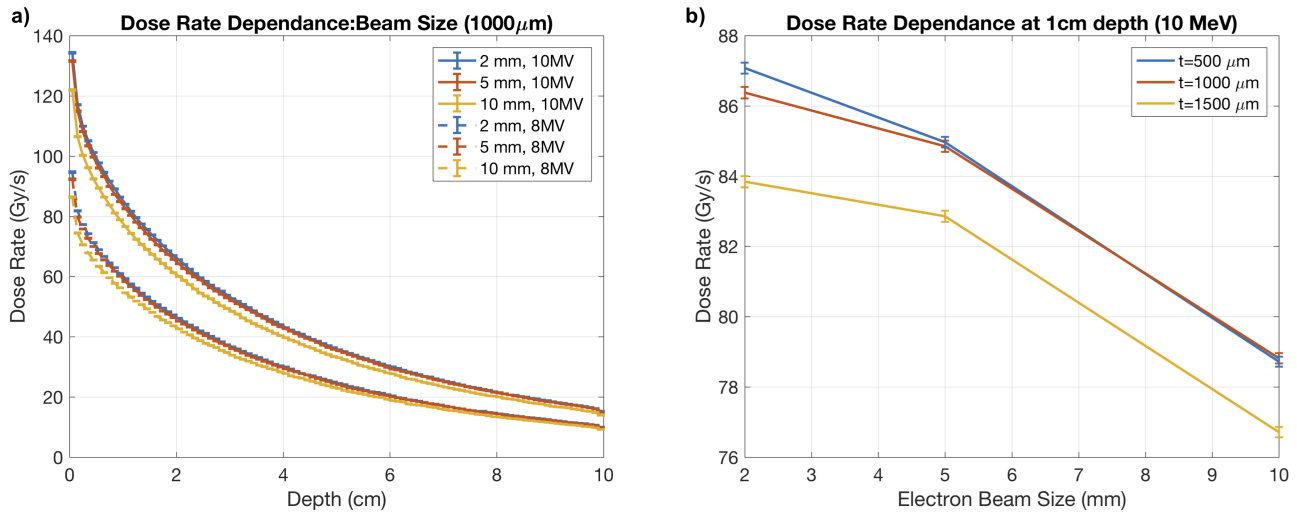 a)
Dose Rate Dependance:Beam Size (1000μm)
Dose Rate (Gy/s)
140
120
100
80
60
40
20
0
0 2 4 6 8 10
Depth (cm)
2 mm, 10MV
5 mm, 10MV
10 mm, 10MV
2 mm, 8MV
5 mm, 8MV
10 mm, 8MV
b)
Dose Rate Dependance at 1cm depth (10 MeV)
Dose Rate (Gy/s)
88
86
84
82
80
78
76
2 3 4 5 6 7 8 9 10
Electron Beam Size (mm)
t=500 μm
t=1000 μm
t=1500 μm